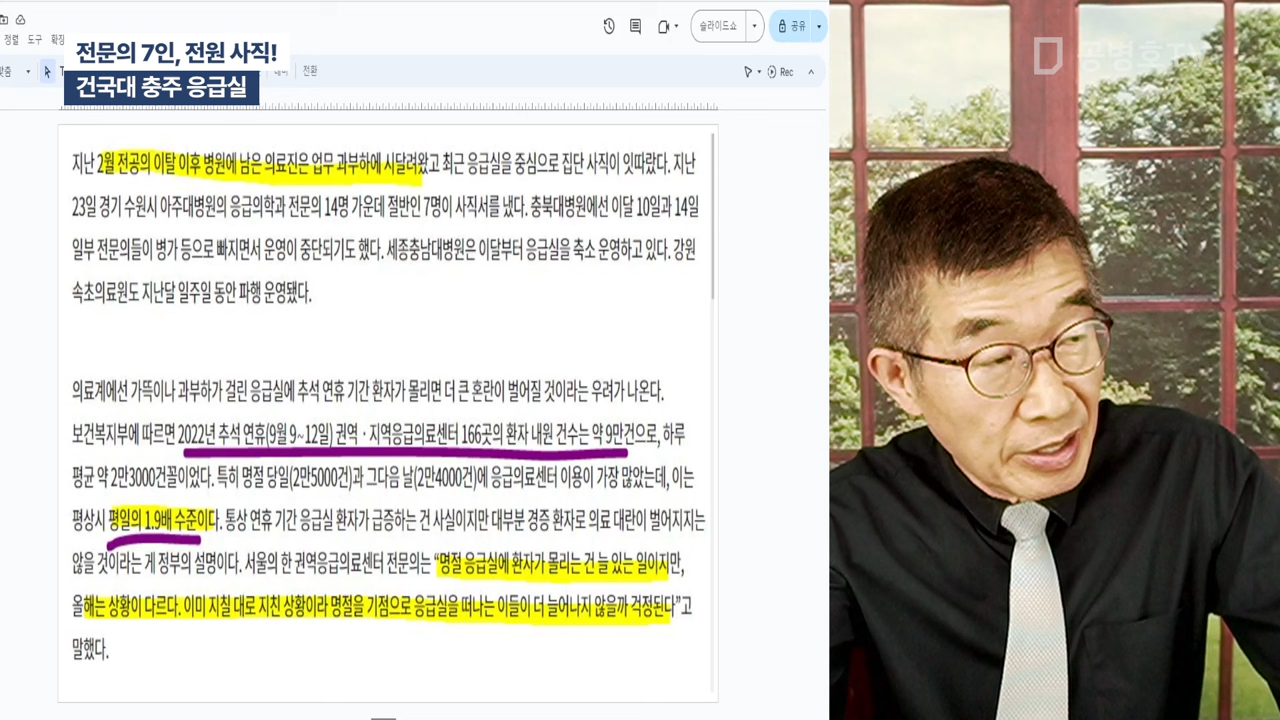 정렬 도구 확장
슬라이드쇼
공유
전문의 7인, 전원 사직!
건국대 충주 응급실
전환
Rec
공병호TV
지난 2월 전공의 이탈 이후 병원에 남은 의료진은 업무 과부하에 시달려왔고 최근 응급실을 중심으로 집단 사직이 잇따랐다. 지난
23일 경기 수원시 아주대병원의 응급의학과 전문의 14명 가운데 절반인 7명이 사직서를 냈다. 충북대병원에선 이달 10일과 14일
일부 전문의들이 병가 등으로 빠지면서 운영이 중단되기도 했다. 세종충남대병원은 이달부터 응급실을 축소 운영하고 있다. 강원
속초의료원도 지난달 일주일 동안 파행 운영됐다.
의료계에선 가뜩이나 과부하가 걸린 응급실에 추석 연휴 기간 환자가 몰리면 더 큰 혼란이 벌어질 것이라는 우려가 나온다.
보건복지부에 따르면 2022년 추석 연휴(9월 9~12일) 권역·지역응급의료센터 166곳의 환자 내원 건수는 약 9만건으로, 하루
평균 약 2만3000건꼴이었다. 특히 명절 당일(2만5000건)과 그다음 날(2만4000건)에 응급의료센터 이용이 가장 많았는데, 이는
평상시 평일의 1.9배 수준이다. 통상 연휴 기간 응급실 환자가 급증하는 건 사실이지만 대부분 경증 환자로 의료 대란이 벌어지지는
않을 것이라는 게 정부의 설명이다. 서울의 한 권역응급의료센터 전문의는 “명절 응급실에 환자가 몰리는 건 늘 있는 일이지만,
올해는 상황이 다르다. 이미 지칠 대로 지친 상황이라 명절을 기점으로 응급실을 떠나는 이들이 더 늘어나지 않을까 걱정된다”고
말했다.